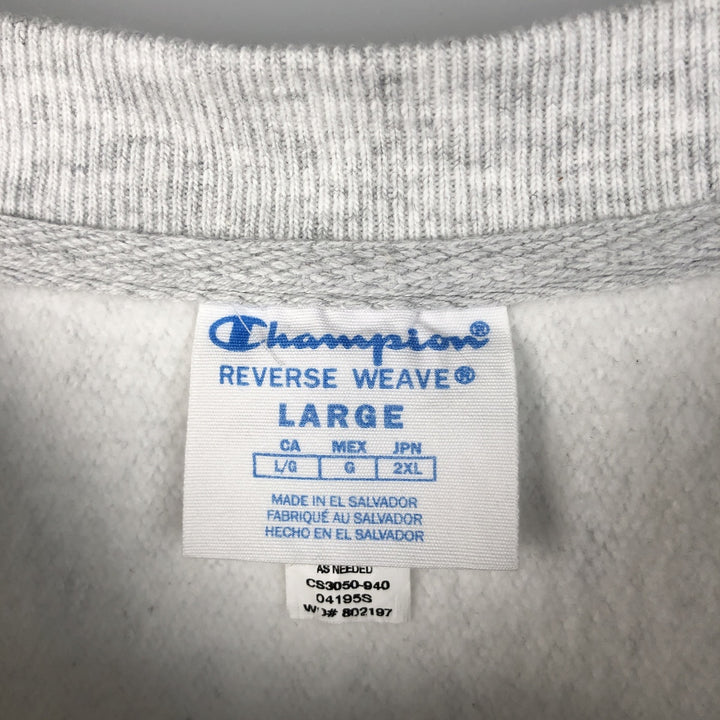 Champion®
REVERSE WEAVE®
LARGE
CA MEX JPN
L/G G 2XL
MADE IN EL SALVADOR
FABRIQUÉ AU SALVADOR
HECHO EN EL SALVADOR
AS NEEDED
CS3050-940
04195S
# 802197